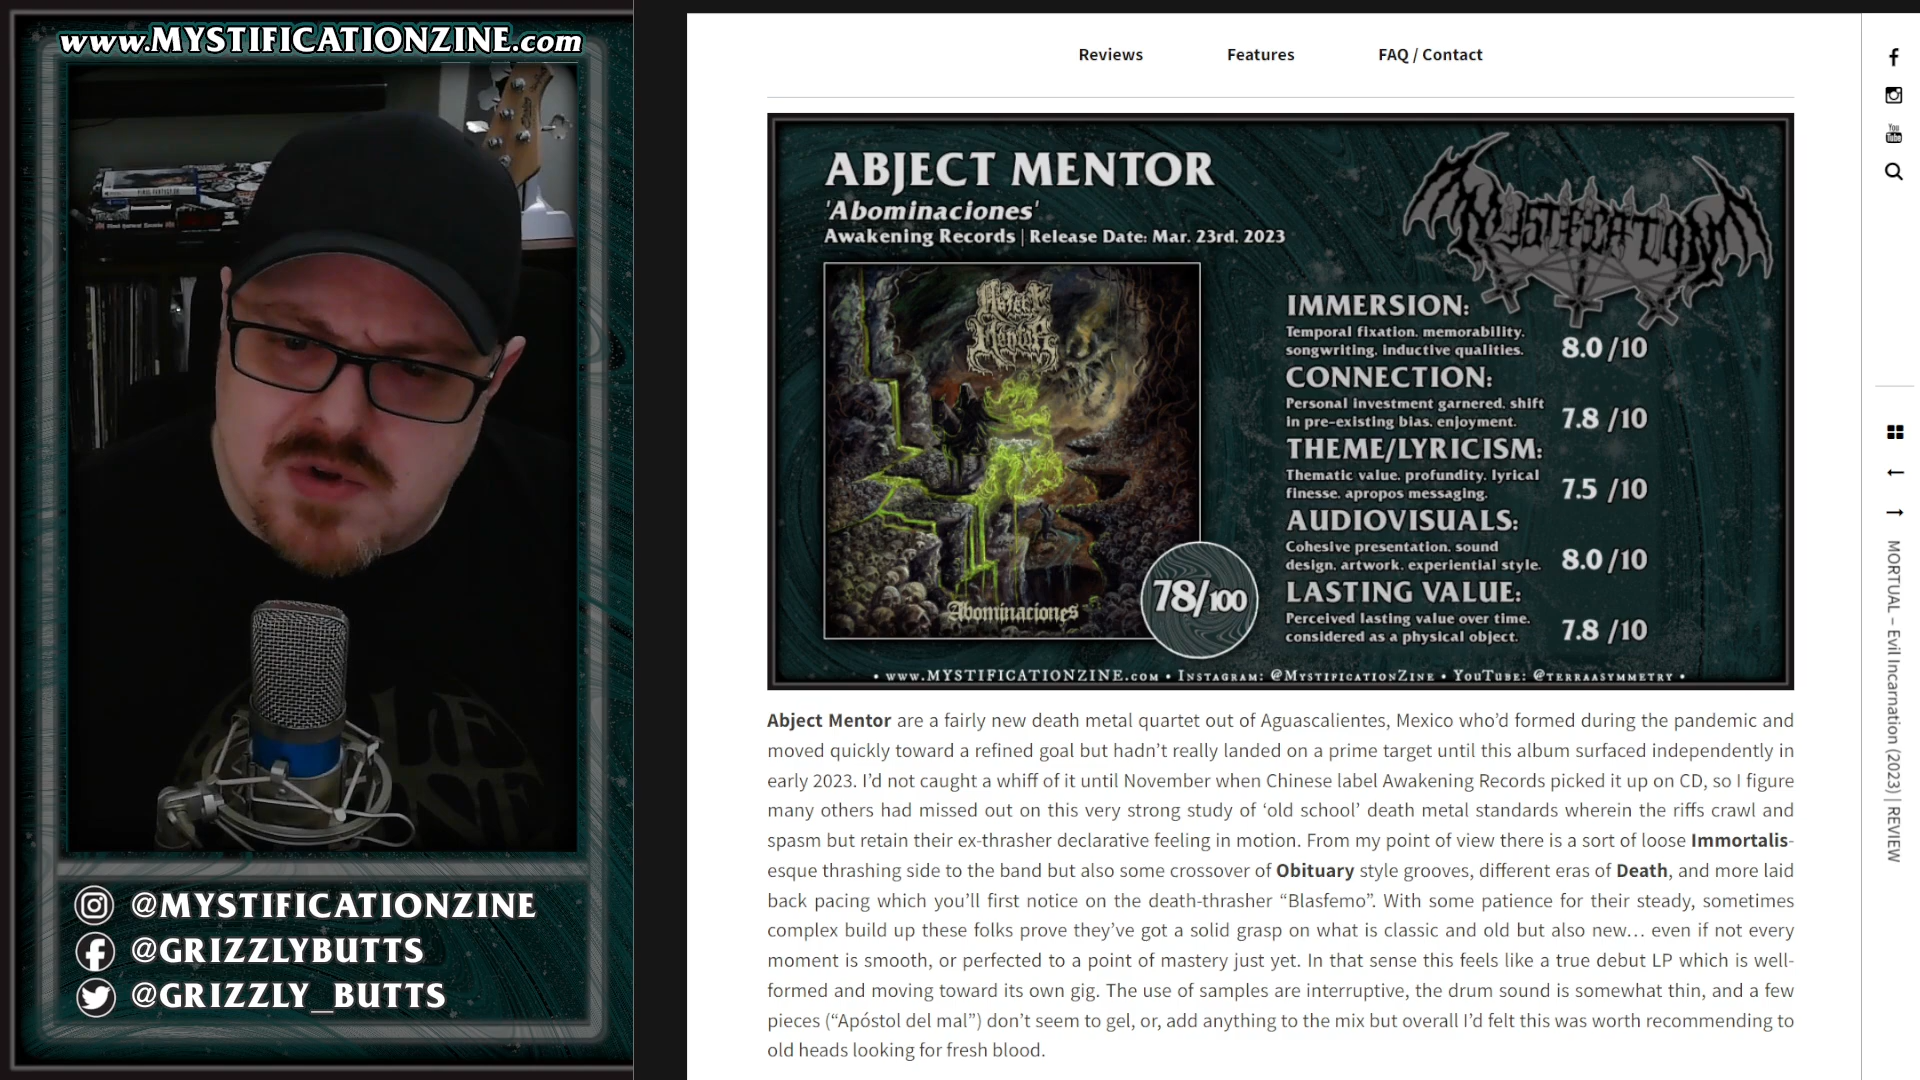 www.MYSTIFICATIONZINE.com
FINAL FANTASY
@MYSTIFICATIONZINE
@GRIZZLYBUTTS
@GRIZZLY_BUTTS
Reviews
Features
FAQ / Contact
ABJECT MENTOR
'Abominaciones'
Awakening Records | Release Date: Mar. 23rd, 2023
MYSTIFICATION
ABJECT
MENTOR
Abominaciones
78/100
IMMERSION:
Temporal fixation, memorability,
songwriting, inductive qualities.
8.0 /10
CONNECTION:
Personal investment garnered, shift
in pre-existing bias, enjoyment.
7.8 /10
THEME/LYRICISM:
Thematic value, profundity, lyrical
finesse, apropos messaging.
7.5 /10
AUDIOVISUALS:
Cohesive presentation, sound
design, artwork, experiential style.
8.0 /10
LASTING VALUE:
Perceived lasting value over time,
considered as a physical object.
7.8 /10
• www.MYSTIFICATIONZINE.com • Instagram: @MystificationZine • YouTube: @terraasymmetry •
Abject Mentor are a fairly new death metal quartet out of Aguascalientes, Mexico who'd formed during the pandemic and
moved quickly toward a refined goal but hadn't really landed on a prime target until this album surfaced independently in
early 2023. I'd not caught a whiff of it until November when Chinese label Awakening Records picked it up on CD, so I figure
many others had missed out on this very strong study of 'old school' death metal standards wherein the riffs crawl and
spasm but retain their ex-thrasher declarative feeling in motion. From my point of view there is a sort of loose Immortalis-
esque thrashing side to the band but also some crossover of Obituary style grooves, different eras of Death, and more laid
back pacing which you'll first notice on the death-thrasher "Blasfemo". With some patience for their steady, sometimes
complex build up these folks prove they've got a solid grasp on what is classic and old but also new… even if not every
moment is smooth, or perfected to a point of mastery just yet. In that sense this feels like a true debut LP which is well-
formed and moving toward its own gig. The use of samples are interruptive, the drum sound is somewhat thin, and a few
pieces ("Apóstol del mal") don't seem to gel, or, add anything to the mix but overall I'd felt this was worth recommending to
old heads looking for fresh blood.
You
Tube
MORTUAL – Evil Incarnation (2023) | REVIEW